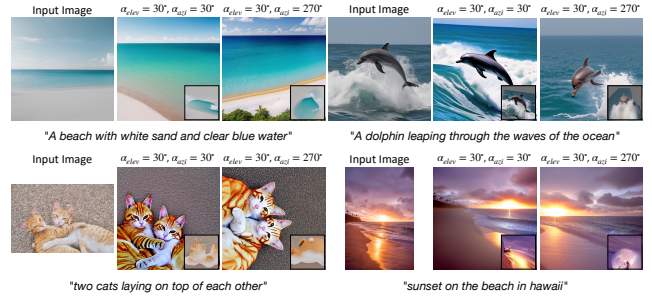 Input Image α_elev = 30°, α_azi = 30° α_elev = 30°, α_azi = 270° Input Image α_elev = 30°, α_azi = 30° α_elev = 30°, α_azi = 270°
"A beach with white sand and clear blue water" "A dolphin leaping through the waves of the ocean"
Input Image α_elev = 30°, α_azi = 30° α_elev = 30°, α_azi = 270° Input Image α_elev = 30°, α_azi = 30° α_elev = 30°, α_azi = 270°
"two cats laying on top of each other" "sunset on the beach in hawaii"